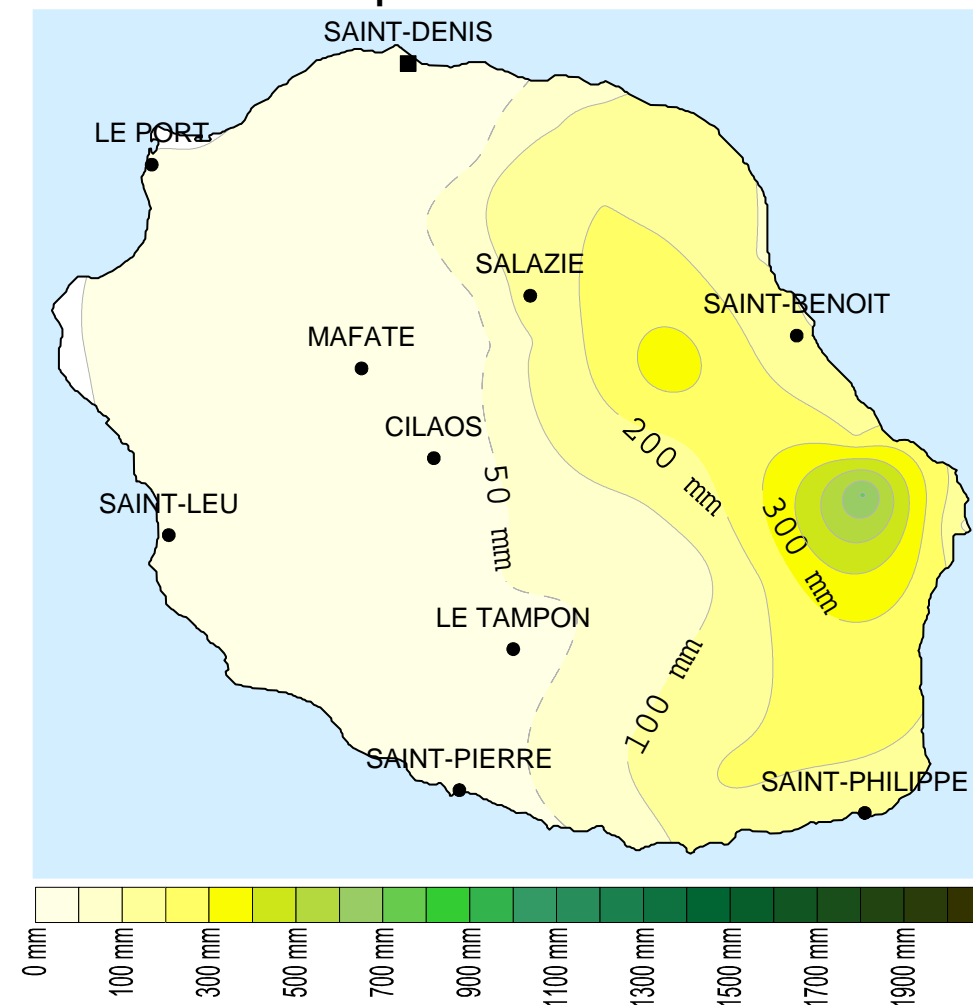 SAINT-DENIS
LE PORT
SALAZIE
SAINT-BENOIT
MAFATE
CILAOS
200 mm
50 mm
SAINT-LEU
300 mm
LE TAMPON
100 mm
SAINT-PIERRE
SAINT-PHILIPPE
0 mm
100 mm
300 mm
500 mm
700 mm
900 mm
1100 mm
1300 mm
1500 mm
1700 mm
1900 mm